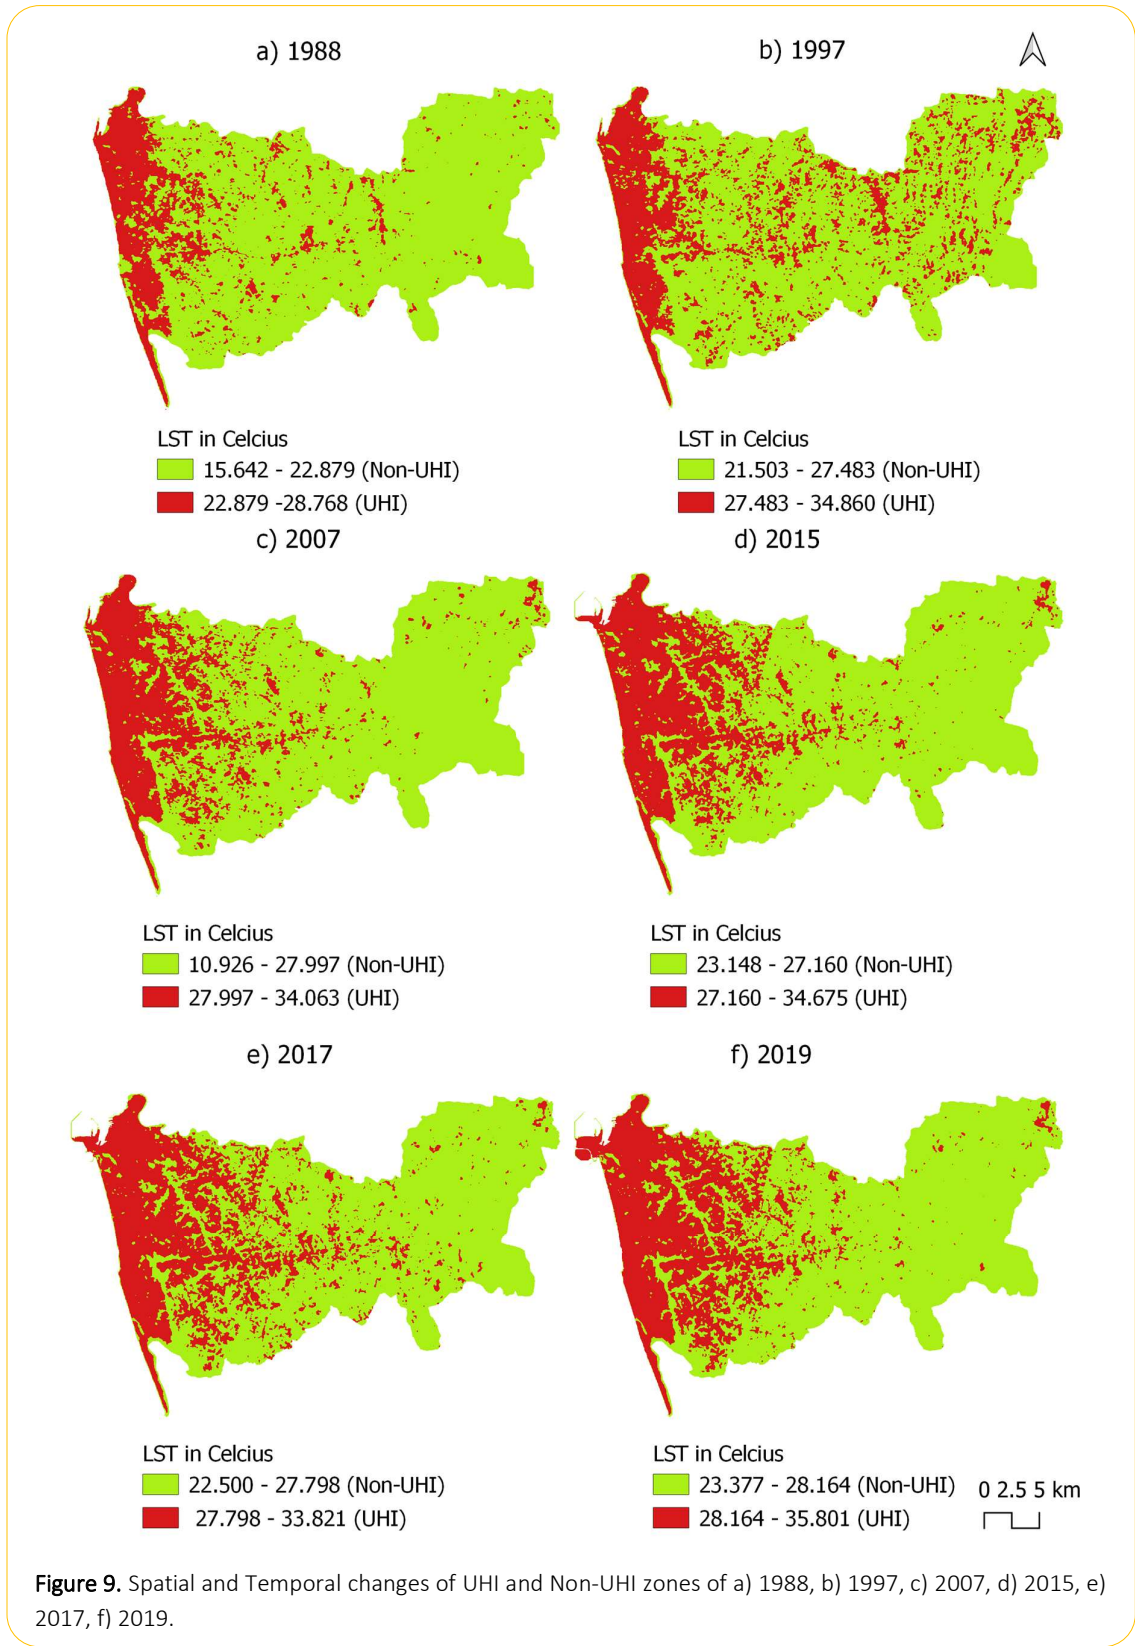 a) 1988
b) 1997
LST in Celcius
15.642 - 22.879 (Non-UHI)
22.879 -28.768 (UHI)
LST in Celcius
21.503 - 27.483 (Non-UHI)
27.483 - 34.860 (UHI)
c) 2007
d) 2015
LST in Celcius
10.926 - 27.997 (Non-UHI)
27.997 - 34.063 (UHI)
LST in Celcius
23.148 - 27.160 (Non-UHI)
27.160 - 34.675 (UHI)
e) 2017
f) 2019
LST in Celcius
22.500 - 27.798 (Non-UHI)
27.798 - 33.821 (UHI)
LST in Celcius
23.377 - 28.164 (Non-UHI)
28.164 - 35.801 (UHI)
0 2.5 5 km
Figure 9. Spatial and Temporal changes of UHI and Non-UHI zones of a) 1988, b) 1997, c) 2007, d) 2015, e)
2017, f) 2019.